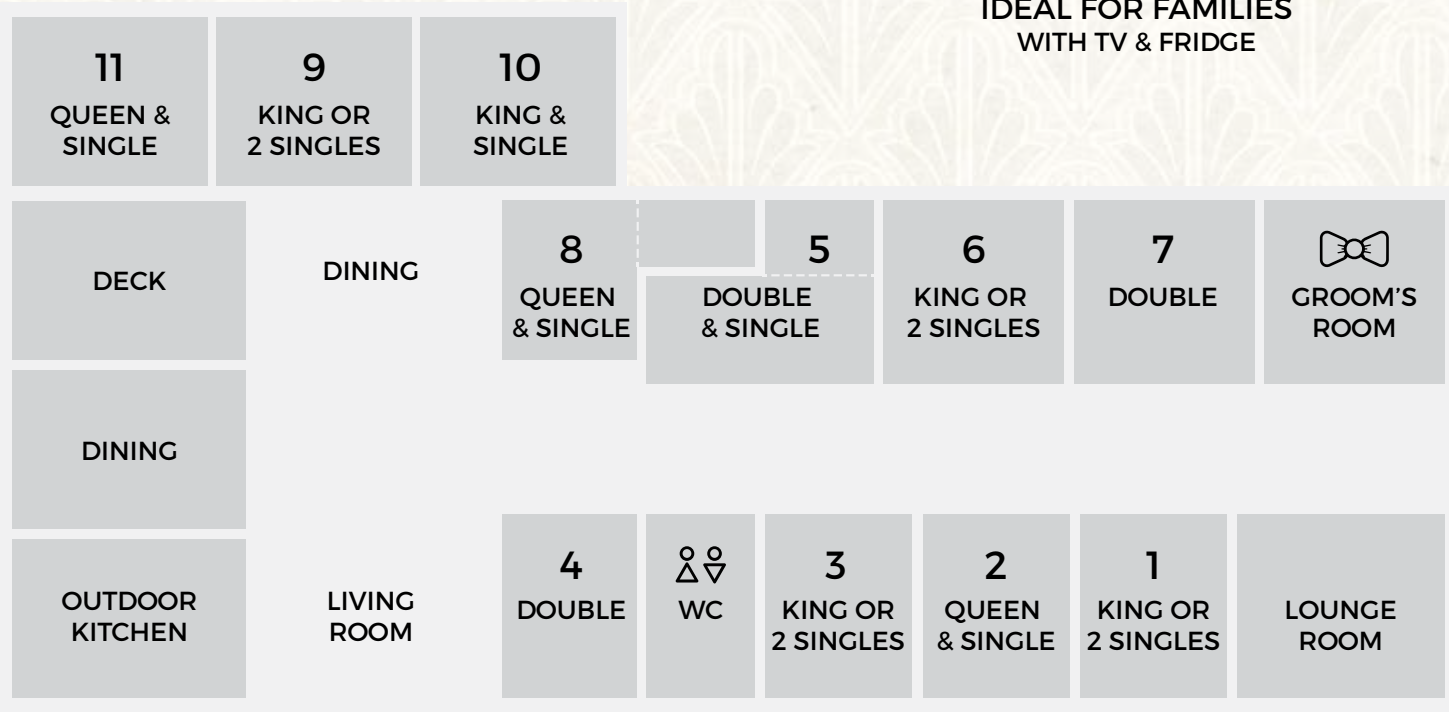 IDEAL FOR FAMILIES
WITH TV & FRIDGE
11
QUEEN &
SINGLE
9
KING OR
2 SINGLES
10
KING &
SINGLE
DECK
DINING
8
QUEEN
& SINGLE
5
DOUBLE
& SINGLE
6
KING OR
2 SINGLES
7
DOUBLE
GROOM’S
ROOM
DINING
OUTDOOR
KITCHEN
LIVING
ROOM
4
DOUBLE
WC
3
KING OR
2 SINGLES
2
QUEEN
& SINGLE
1
KING OR
2 SINGLES
LOUNGE
ROOM